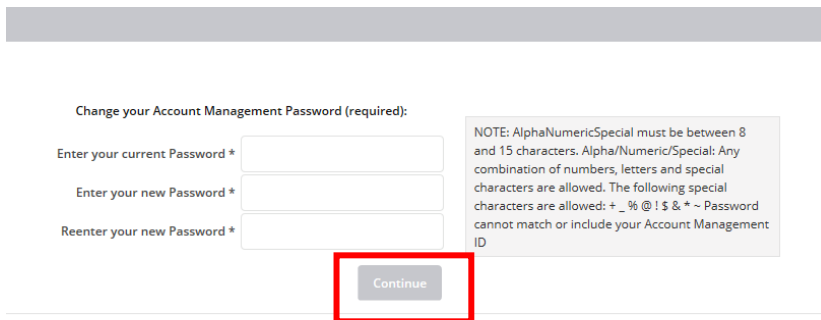 Change your Account Management Password (required):
Enter your current Password *
Enter your new Password *
Reenter your new Password *
NOTE: AlphaNumericSpecial must be between 8
and 15 characters. Alpha/Numeric/Special: Any
combination of numbers, letters and special
characters are allowed. The following special
characters are allowed: + _ % @ ! $ & * ~ Password
cannot match or include your Account Management
ID
Continue